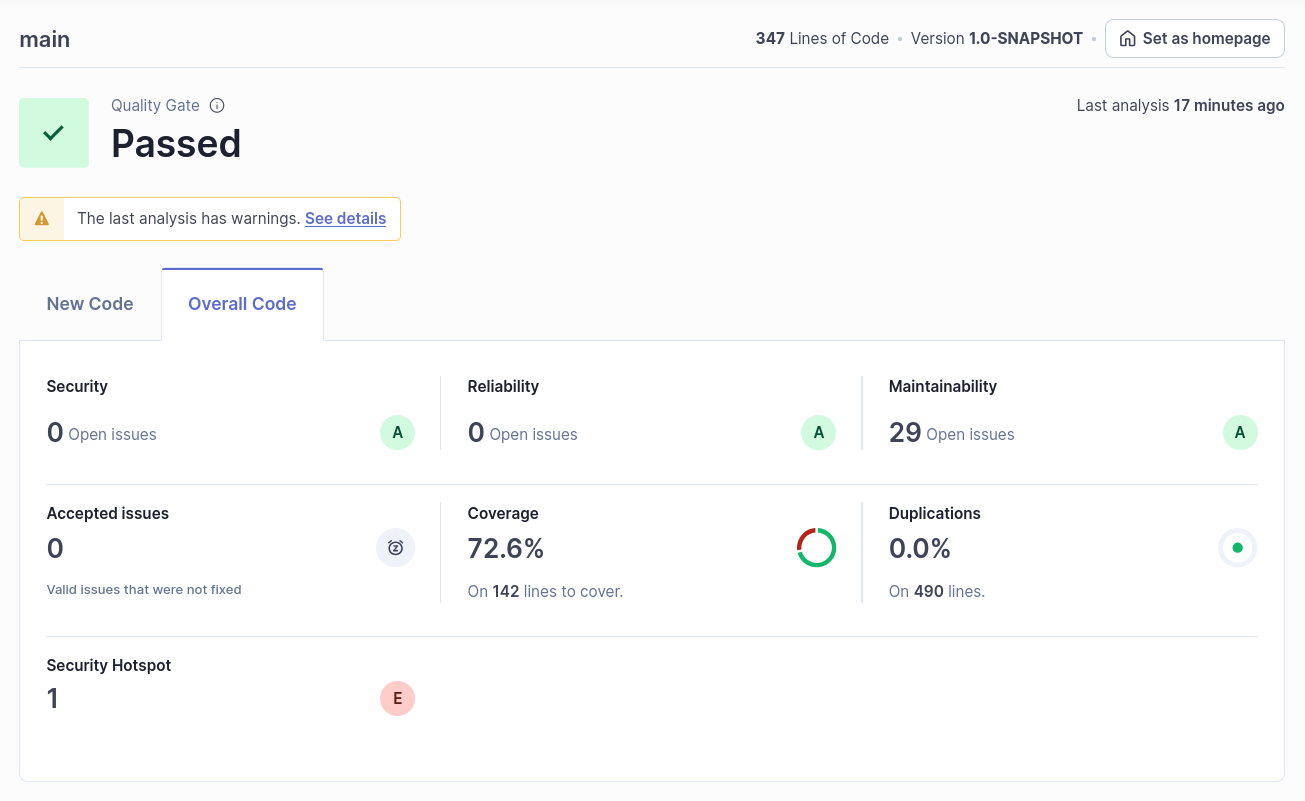 main
347 Lines of Code • Version 1.0-SNAPSHOT • Set as homepage
Quality Gate
Passed
Last analysis 17 minutes ago
The last analysis has warnings. See details
New Code
Overall Code
Security
0 Open issues
A
Reliability
0 Open issues
A
Maintainability
29 Open issues
A
Accepted issues
0
Valid issues that were not fixed
Coverage
72.6%
On 142 lines to cover.
Duplications
0.0%
On 490 lines.
Security Hotspot
1
E